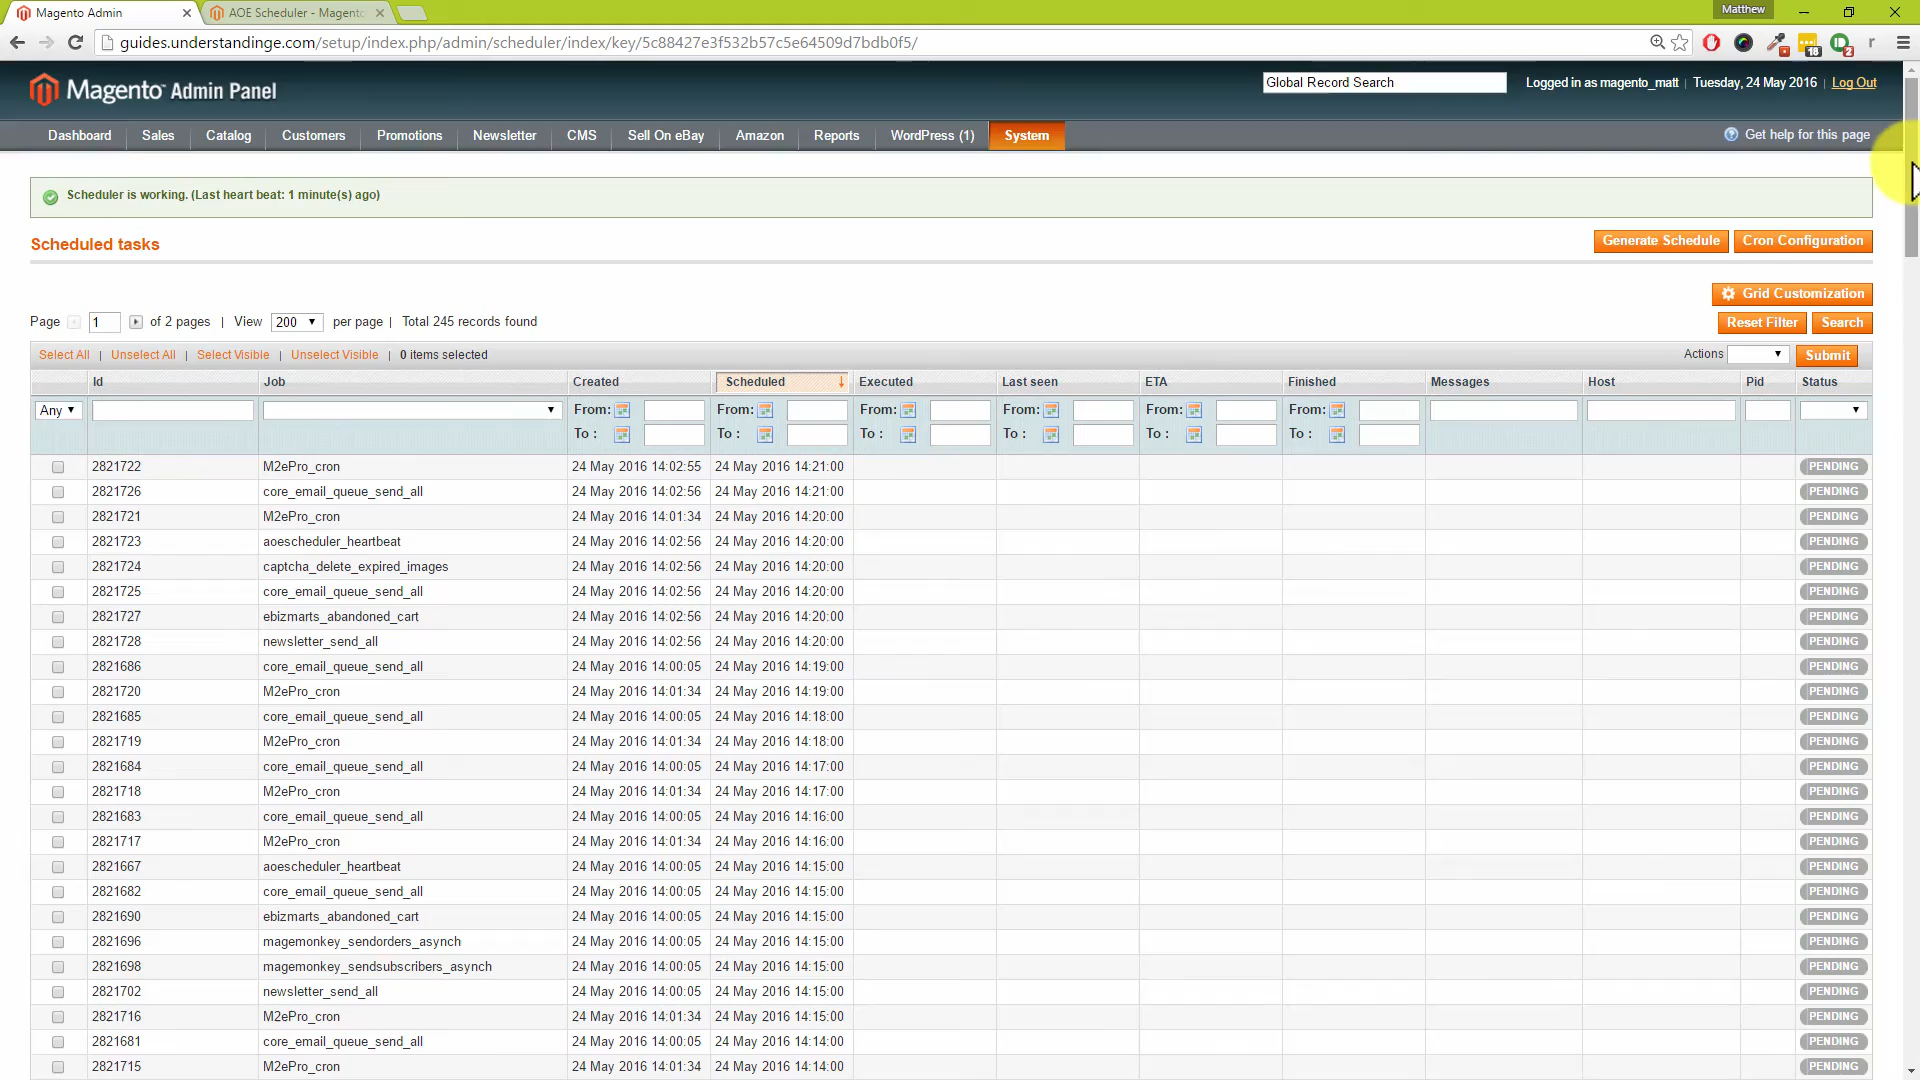 Magento Admin
AOE Scheduler - Magento
Matthew
guides.understandinge.com/setup/index.php/admin/scheduler/index/key/5c88427e3f532b57c5e64509d7bdb0f5/
18
2
Magento Admin Panel
Global Record Search
Logged in as magento_matt | Tuesday, 24 May 2016 | Log Out
Dashboard Sales Catalog Customers Promotions Newsletter CMS Sell On eBay Amazon Reports WordPress (1) System
Get help for this page
Scheduler is working. (Last heart beat: 1 minute(s) ago)
Scheduled tasks
Generate Schedule Cron Configuration
Grid Customization
Page 1 of 2 pages | View 200 per page | Total 245 records found
Reset Filter Search
Select All | Unselect All | Select Visible | Unselect Visible | 0 items selected
Actions Submit
Id Job Created Scheduled Executed Last seen ETA Finished Messages Host Pid Status
Any From: From: From: From: From: From:
To : To : To : To : To : To :
2821722 M2ePro_cron 24 May 2016 14:02:55 24 May 2016 14:21:00 PENDING
2821726 core_email_queue_send_all 24 May 2016 14:02:56 24 May 2016 14:21:00 PENDING
2821721 M2ePro_cron 24 May 2016 14:01:34 24 May 2016 14:20:00 PENDING
2821723 aoescheduler_heartbeat 24 May 2016 14:02:56 24 May 2016 14:20:00 PENDING
2821724 captcha_delete_expired_images 24 May 2016 14:02:56 24 May 2016 14:20:00 PENDING
2821725 core_email_queue_send_all 24 May 2016 14:02:56 24 May 2016 14:20:00 PENDING
2821727 ebizmarts_abandoned_cart 24 May 2016 14:02:56 24 May 2016 14:20:00 PENDING
2821728 newsletter_send_all 24 May 2016 14:02:56 24 May 2016 14:20:00 PENDING
2821686 core_email_queue_send_all 24 May 2016 14:00:05 24 May 2016 14:19:00 PENDING
2821720 M2ePro_cron 24 May 2016 14:01:34 24 May 2016 14:19:00 PENDING
2821685 core_email_queue_send_all 24 May 2016 14:00:05 24 May 2016 14:18:00 PENDING
2821719 M2ePro_cron 24 May 2016 14:01:34 24 May 2016 14:18:00 PENDING
2821684 core_email_queue_send_all 24 May 2016 14:00:05 24 May 2016 14:17:00 PENDING
2821718 M2ePro_cron 24 May 2016 14:01:34 24 May 2016 14:17:00 PENDING
2821683 core_email_queue_send_all 24 May 2016 14:00:05 24 May 2016 14:16:00 PENDING
2821717 M2ePro_cron 24 May 2016 14:01:34 24 May 2016 14:16:00 PENDING
2821667 aoescheduler_heartbeat 24 May 2016 14:00:05 24 May 2016 14:15:00 PENDING
2821682 core_email_queue_send_all 24 May 2016 14:00:05 24 May 2016 14:15:00 PENDING
2821690 ebizmarts_abandoned_cart 24 May 2016 14:00:05 24 May 2016 14:15:00 PENDING
2821696 magemonkey_sendorders_asynch 24 May 2016 14:00:05 24 May 2016 14:15:00 PENDING
2821698 magemonkey_sendsubscribers_asynch 24 May 2016 14:00:05 24 May 2016 14:15:00 PENDING
2821702 newsletter_send_all 24 May 2016 14:00:05 24 May 2016 14:15:00 PENDING
2821716 M2ePro_cron 24 May 2016 14:01:34 24 May 2016 14:15:00 PENDING
2821681 core_email_queue_send_all 24 May 2016 14:00:05 24 May 2016 14:14:00 PENDING
2821715 M2ePro_cron 24 May 2016 14:01:34 24 May 2016 14:14:00 PENDING